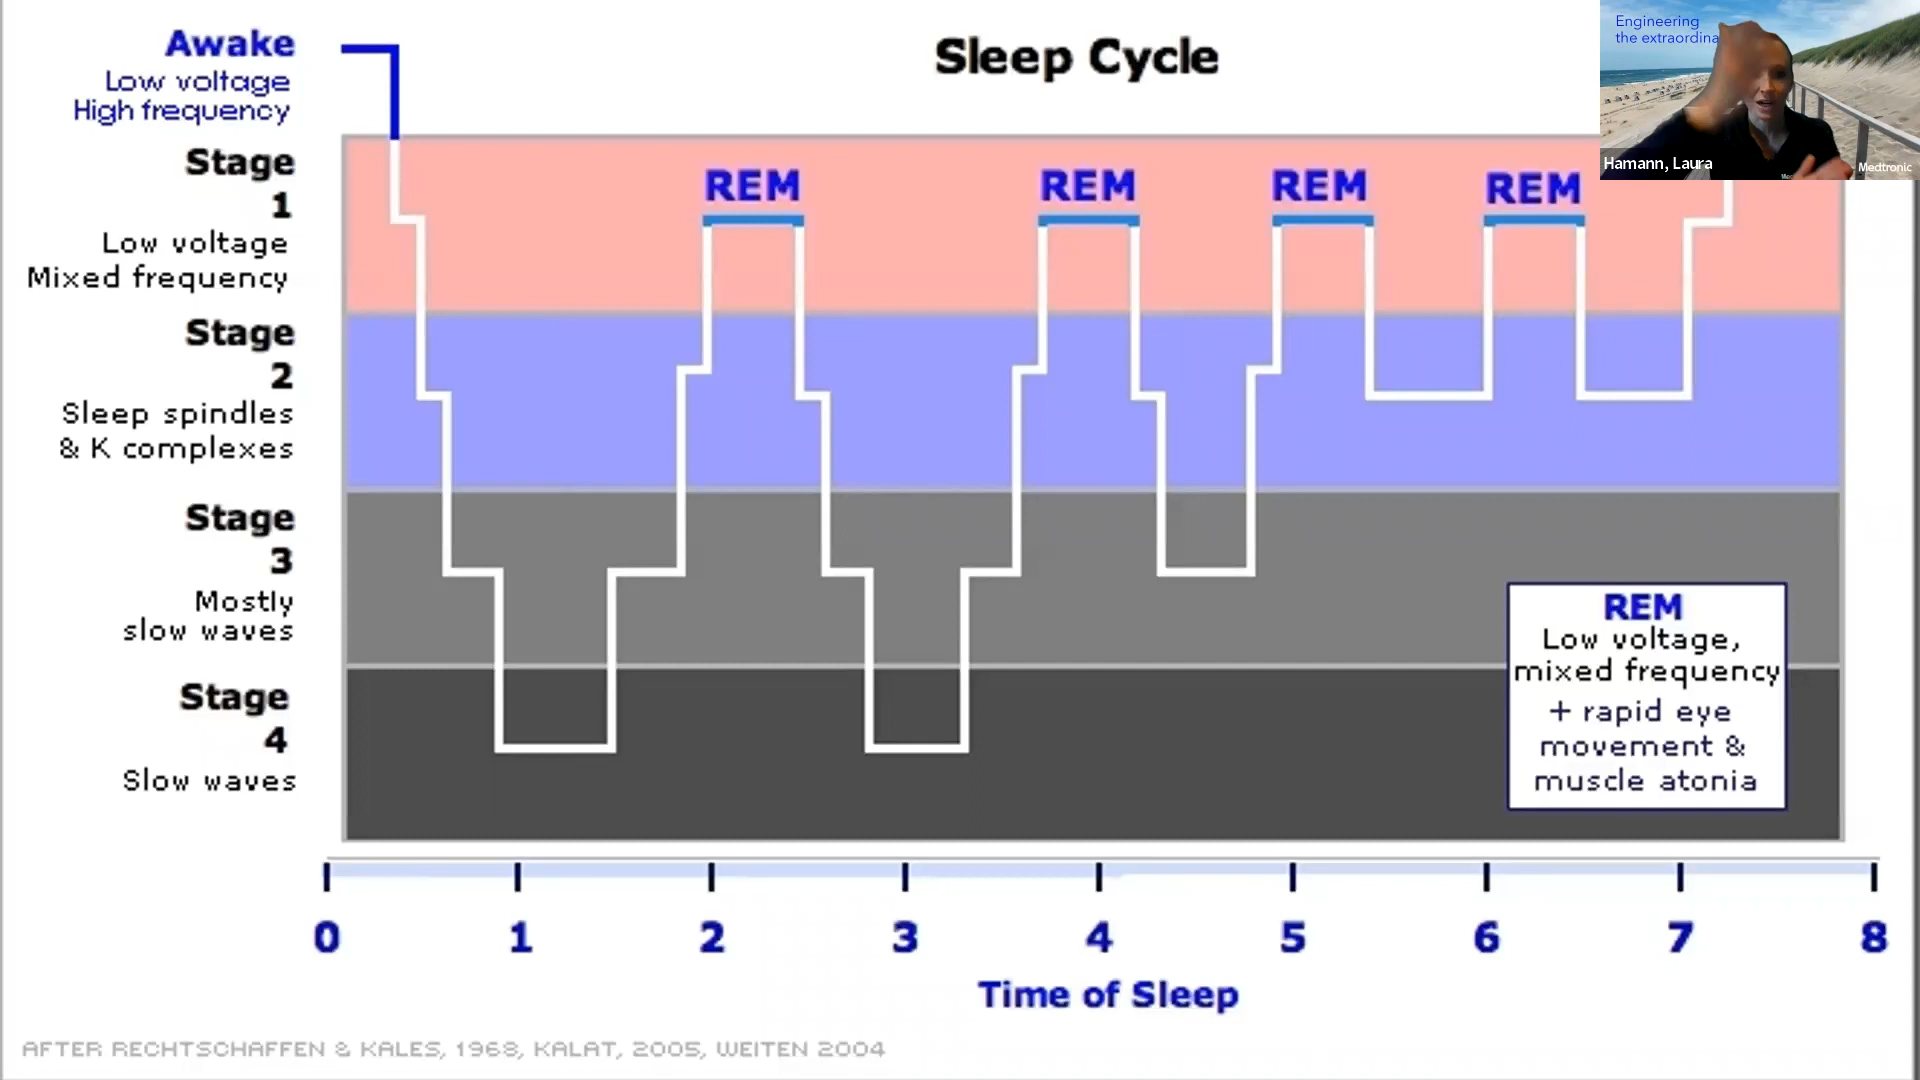 Sleep Cycle
Awake
Low voltage
High frequency
Stage
1
Low voltage
Mixed frequency
Stage
2
Sleep spindles
& K complexes
Stage
3
Mostly
slow waves
Stage
4
Slow waves
REM
REM
REM
REM
REM
Low voltage,
mixed frequency
+ rapid eye
movement &
muscle atonia
0 1 2 3 4 5 6 7 8
Time of Sleep
AFTER RECHTSCHAFFEN & KALES, 1968, KALAT, 2005, WEITEN 2004
Engineering
the extraordina
Hamann, Laura
Medtronic